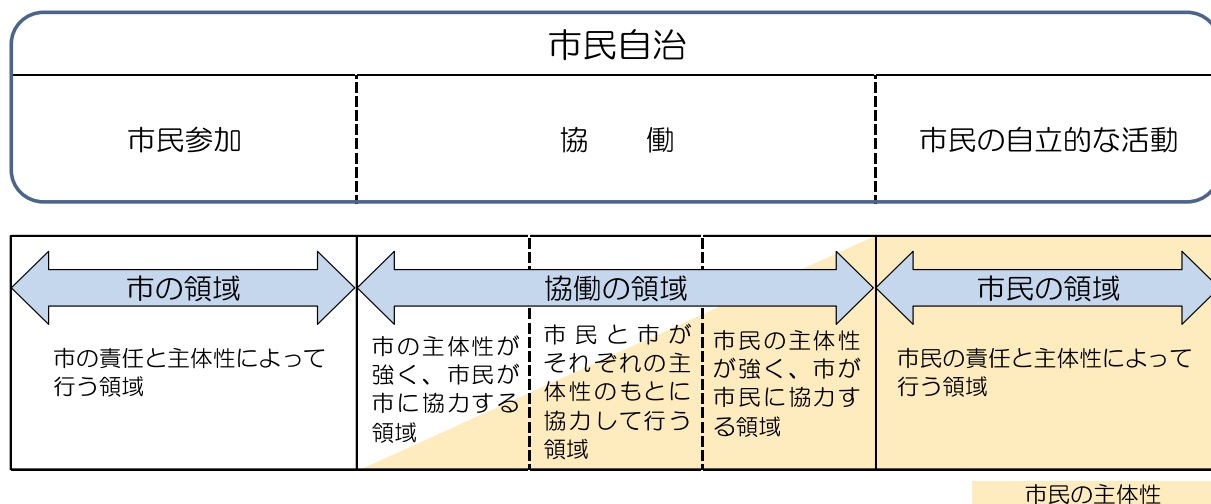 市民自治
市民参加
協　　働
市民の自立的な活動
市の領域
協働の領域
市民の領域
市の責任と主体性によって
行う領域
市の主体性が
強く、市民が
市に協力する
領域
市民と市が
それぞれの主
体性のもとに
協力して行う
領域
市民の主体性
が強く、市が
市民に協力す
る領域
市民の責任と主体性によって
行う領域
市民の主体性